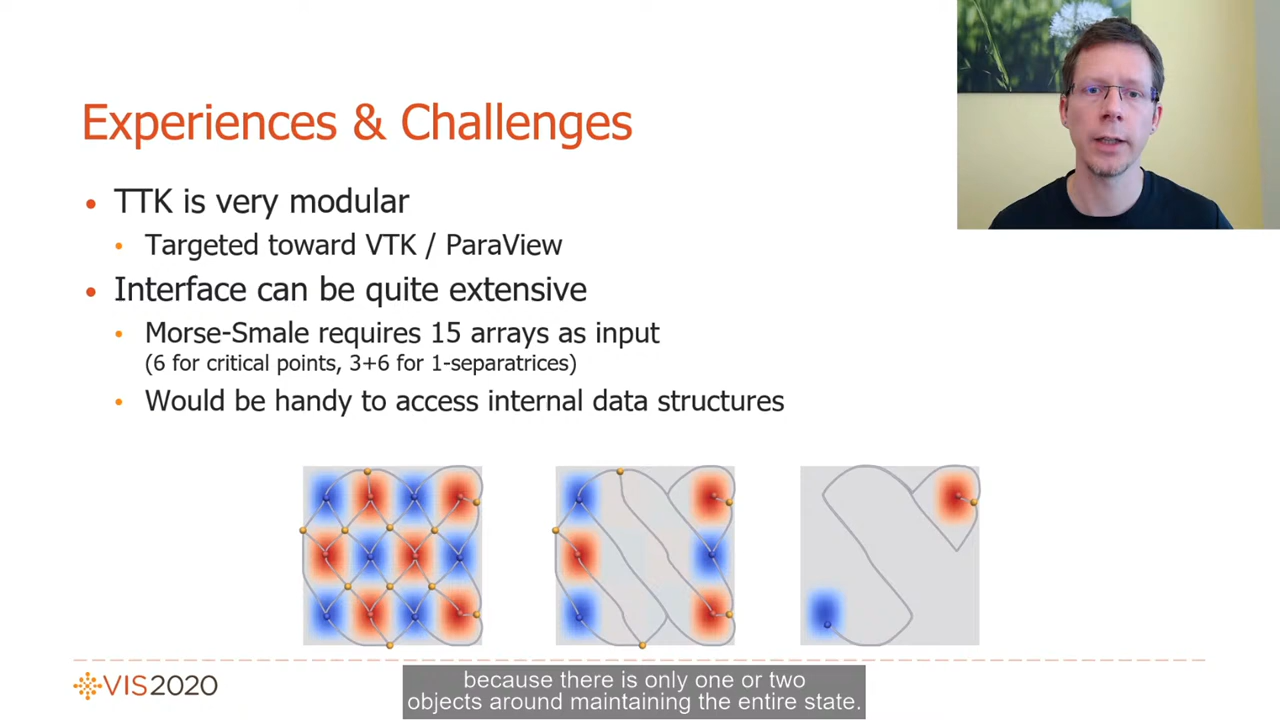 Experiences & Challenges
• TTK is very modular
• Targeted toward VTK / ParaView
• Interface can be quite extensive
• Morse-Smale requires 15 arrays as input
(6 for critical points, 3+6 for 1-separatrices)
• Would be handy to access internal data structures
VIS2020
because there is only one or two
objects around maintaining the entire state.